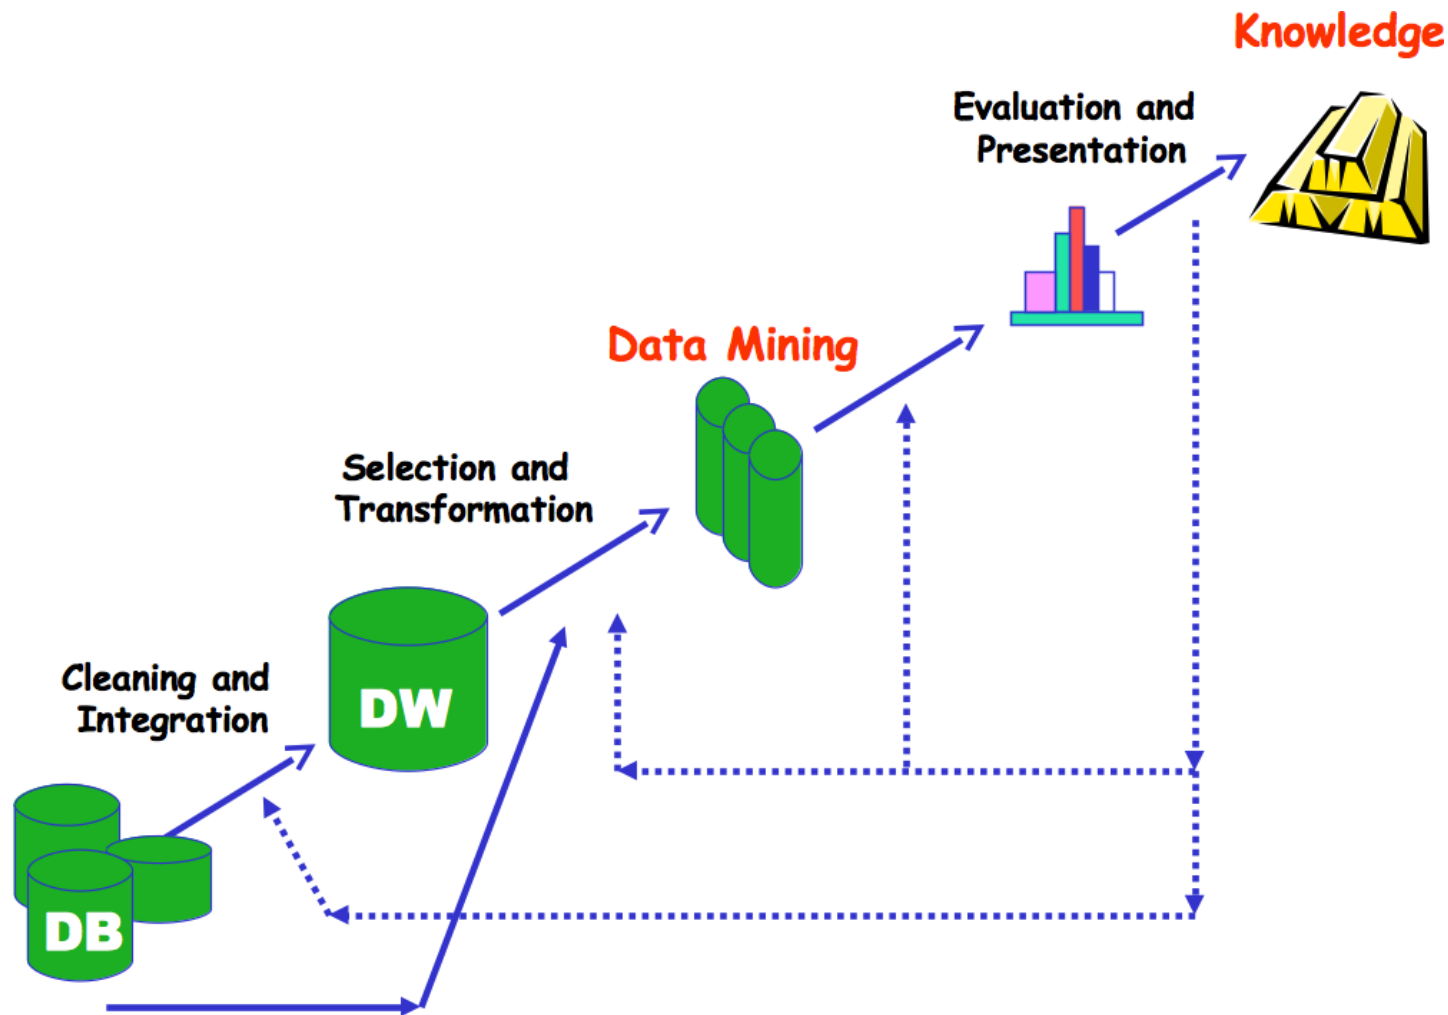 Knowledge
Evaluation and
Presentation
Data Mining
Selection and
Transformation
Cleaning and
Integration
DW
DB